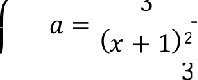 3
a =
(x + 1)2
3